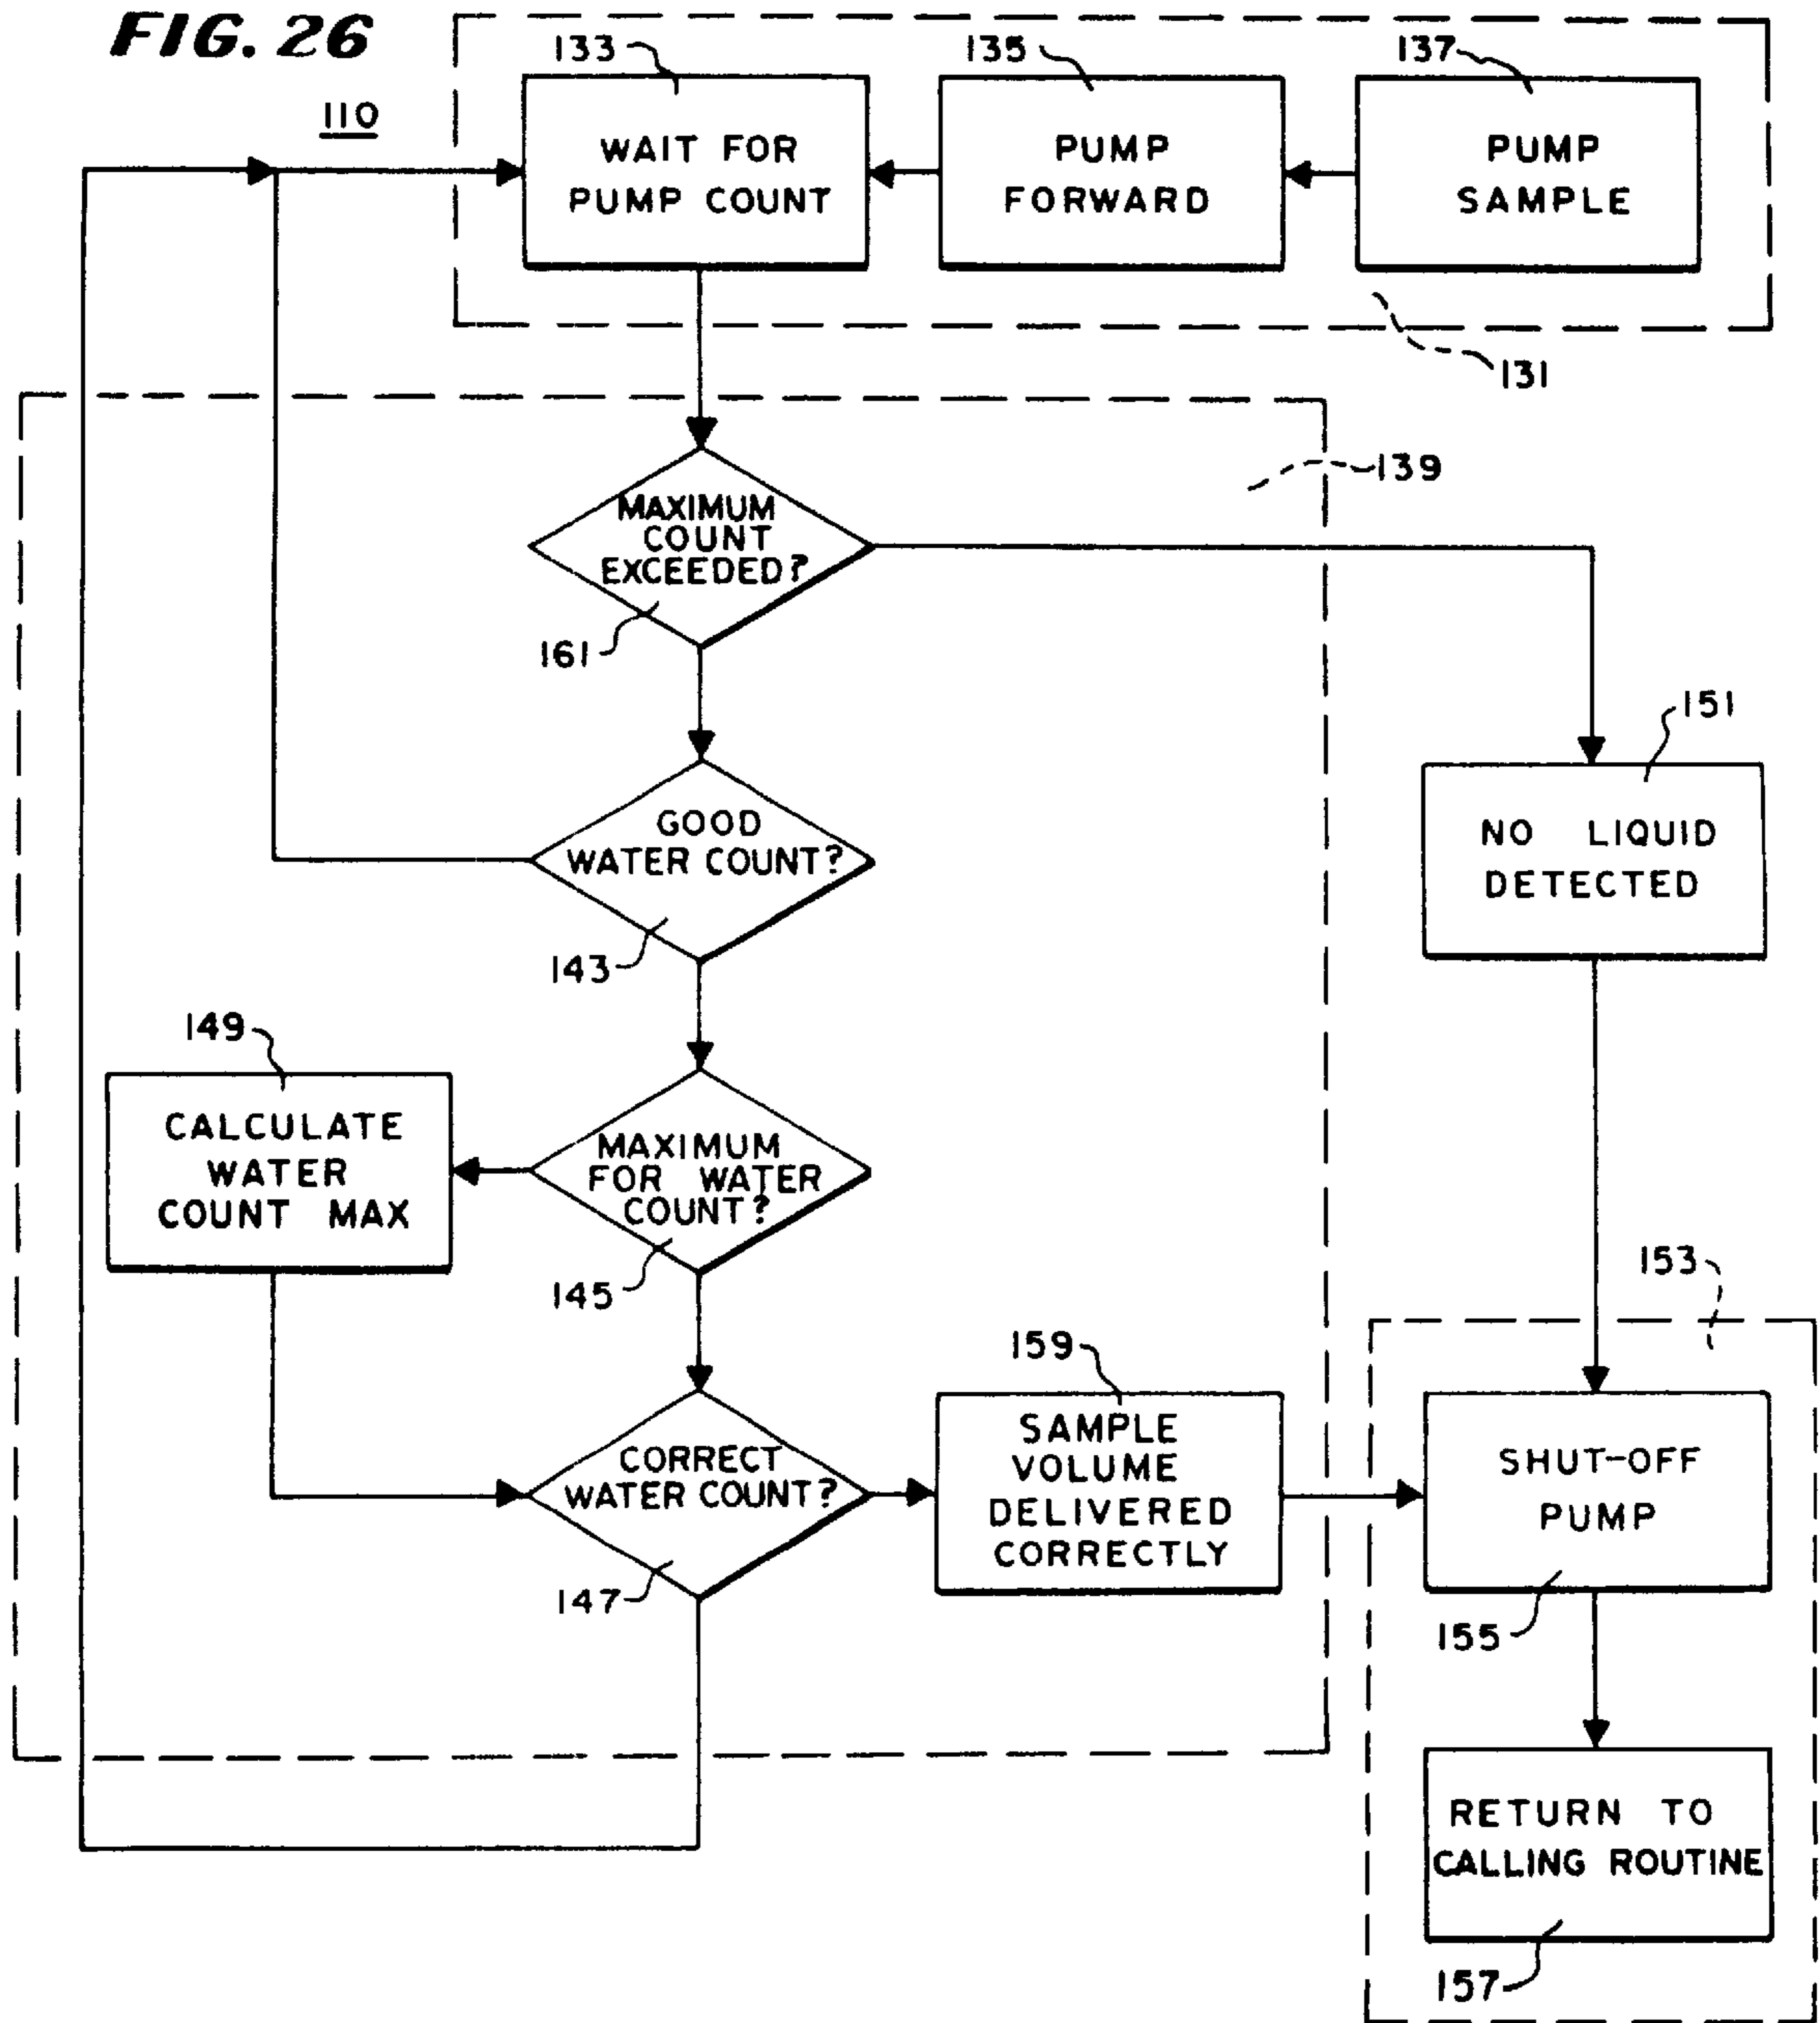 FIG. 26
110
133
WAIT FOR
PUMP COUNT
135
PUMP
FORWARD
137
PUMP
SAMPLE
131
139
MAXIMUM
COUNT
EXCEEDED?
161
151
NO LIQUID
DETECTED
GOOD
WATER COUNT?
143
149
CALCULATE
WATER
COUNT MAX
MAXIMUM
FOR WATER
COUNT?
145
153
159
SAMPLE
VOLUME
DELIVERED
CORRECTLY
CORRECT
WATER COUNT?
147
SHUT-OFF
PUMP
155
RETURN TO
CALLING ROUTINE
157